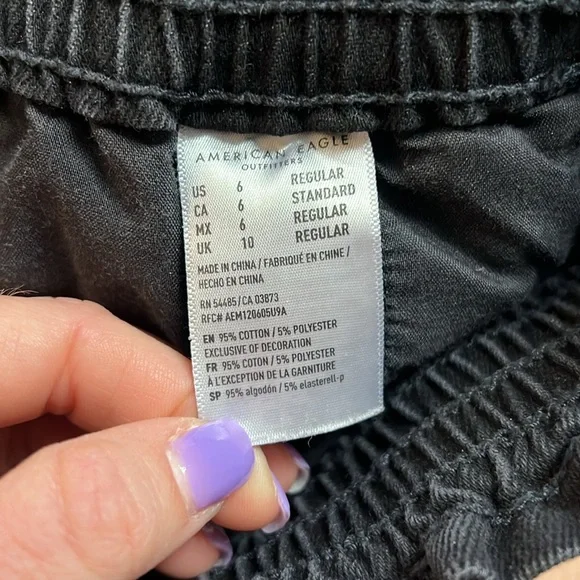 AMERICAN EAGLE
OUTFITTERS
US 6 REGULAR
CA 6 STANDARD
MX 6 REGULAR
UK 10 REGULAR
MADE IN CHINA / FABRIQUÉ EN CHINE /
HECHO EN CHINA
RN 54485/CA 03873
RFC# AEM120605U9A
EN 95% COTTON / 5% POLYESTER
EXCLUSIVE OF DECORATION
FR 95% COTON / 5% POLYESTER
À L'EXCEPTION DE LA GARNITURE
SP 95% algodón / 5% elasterell-p